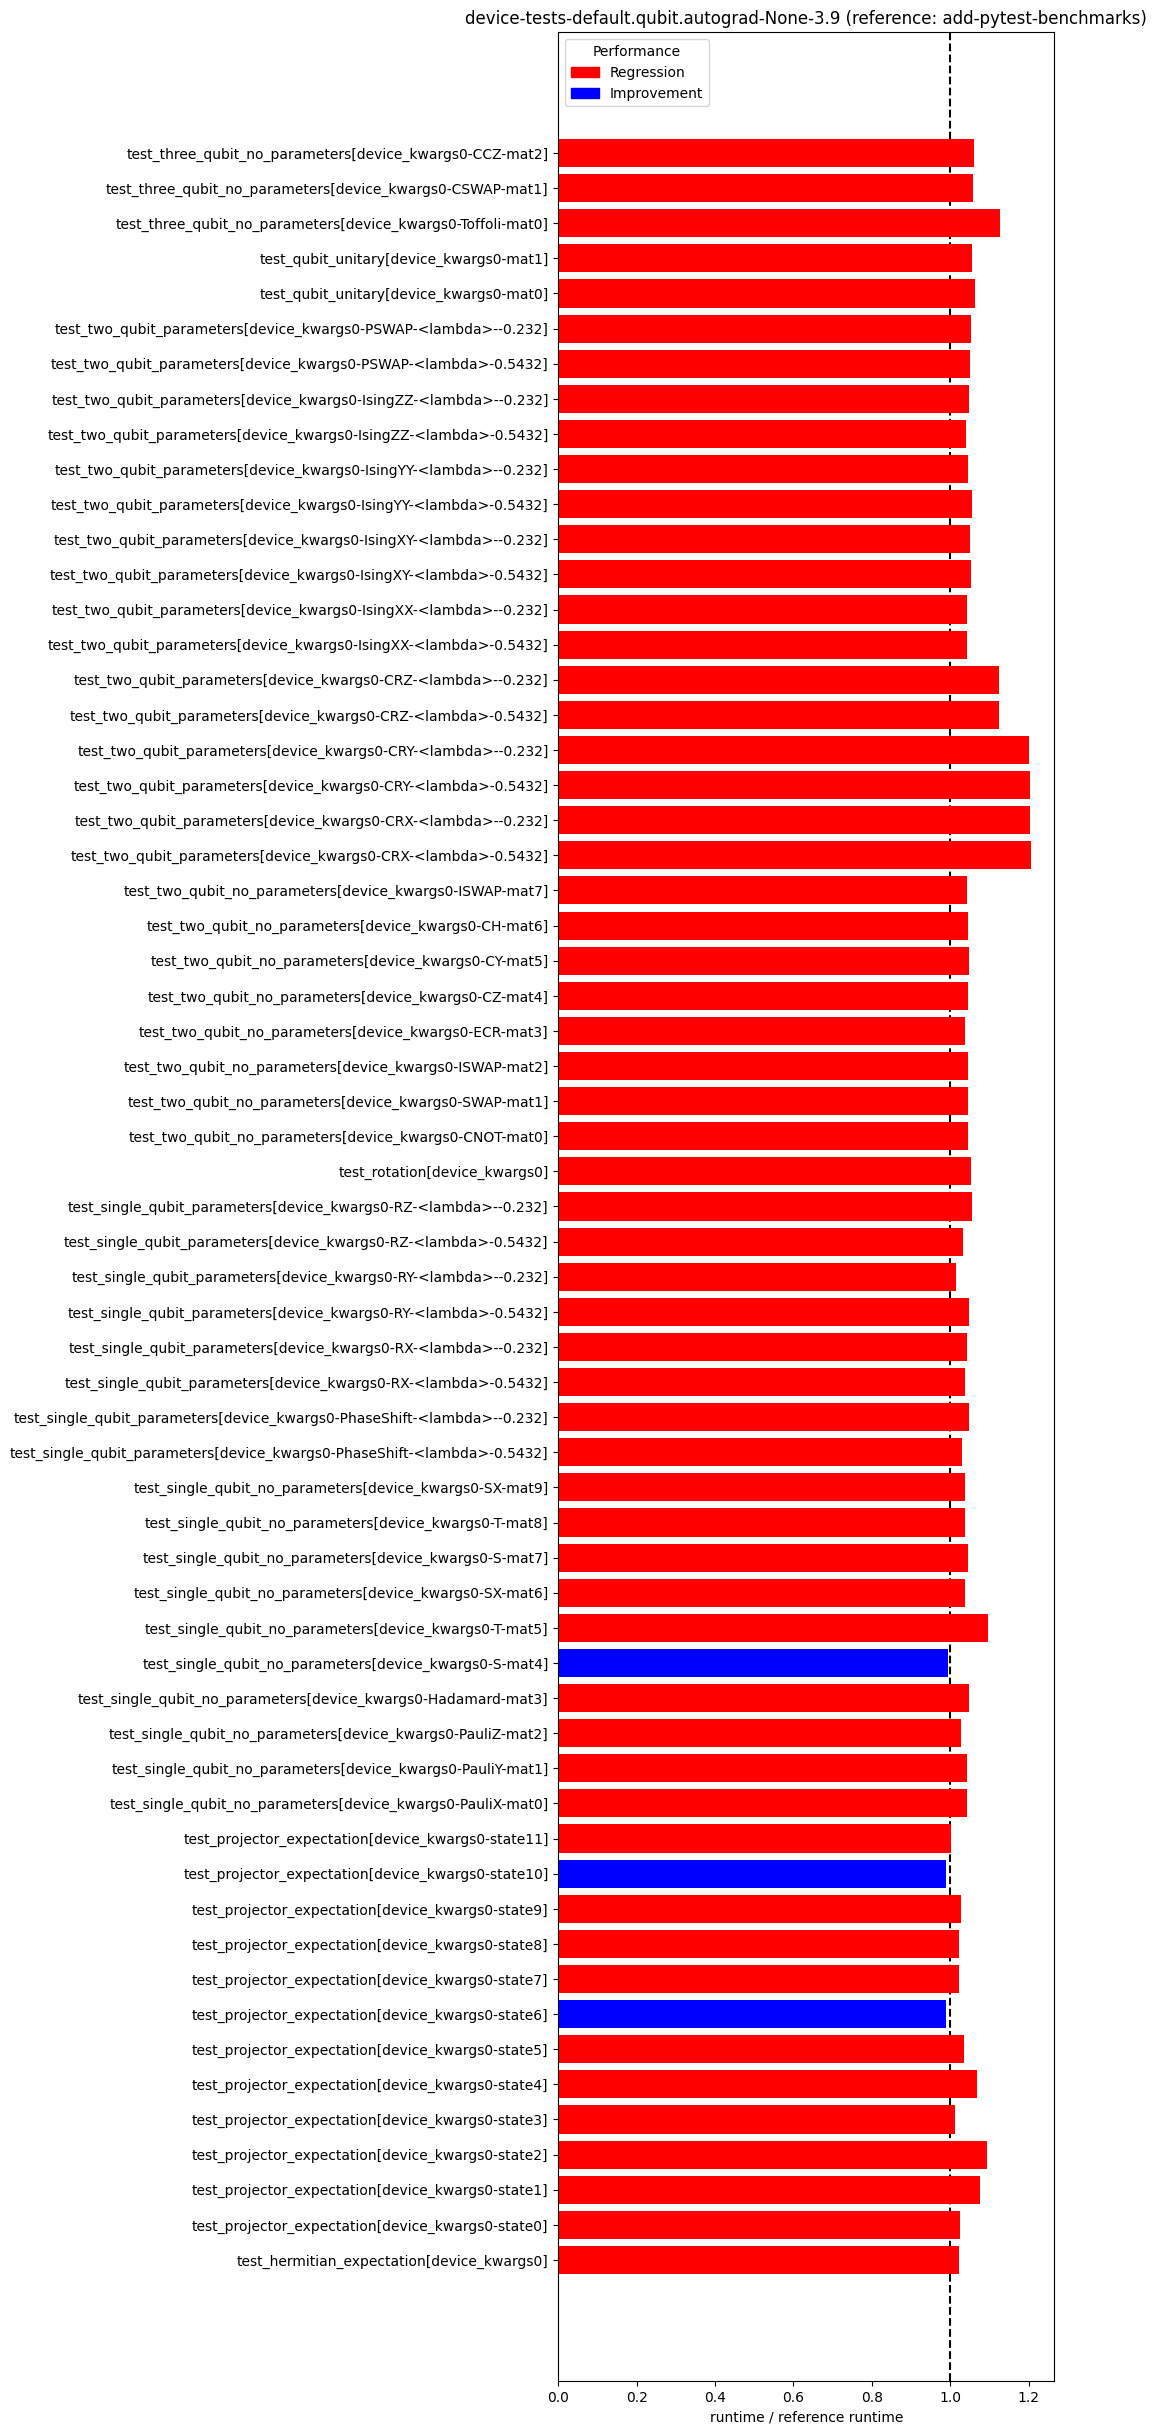 device-tests-default.qubit.autograd-None-3.9 (reference: add-pytest-benchmarks)
Performance
Regression
Improvement
test_three_qubit_no_parameters[device_kwargs0-CCZ-mat2]
test_three_qubit_no_parameters[device_kwargs0-CSWAP-mat1]
test_three_qubit_no_parameters[device_kwargs0-Toffoli-mat0]
test_qubit_unitary[device_kwargs0-mat1]
test_qubit_unitary[device_kwargs0-mat0]
test_two_qubit_parameters[device_kwargs0-PSWAP-<lambda>--0.232]
test_two_qubit_parameters[device_kwargs0-PSWAP-<lambda>-0.5432]
test_two_qubit_parameters[device_kwargs0-IsingZZ-<lambda>--0.232]
test_two_qubit_parameters[device_kwargs0-IsingZZ-<lambda>-0.5432]
test_two_qubit_parameters[device_kwargs0-IsingYY-<lambda>--0.232]
test_two_qubit_parameters[device_kwargs0-IsingYY-<lambda>-0.5432]
test_two_qubit_parameters[device_kwargs0-IsingXY-<lambda>--0.232]
test_two_qubit_parameters[device_kwargs0-IsingXY-<lambda>-0.5432]
test_two_qubit_parameters[device_kwargs0-IsingXX-<lambda>--0.232]
test_two_qubit_parameters[device_kwargs0-IsingXX-<lambda>-0.5432]
test_two_qubit_parameters[device_kwargs0-CRZ-<lambda>--0.232]
test_two_qubit_parameters[device_kwargs0-CRZ-<lambda>-0.5432]
test_two_qubit_parameters[device_kwargs0-CRY-<lambda>--0.232]
test_two_qubit_parameters[device_kwargs0-CRY-<lambda>-0.5432]
test_two_qubit_parameters[device_kwargs0-CRX-<lambda>--0.232]
test_two_qubit_parameters[device_kwargs0-CRX-<lambda>-0.5432]
test_two_qubit_no_parameters[device_kwargs0-ISWAP-mat7]
test_two_qubit_no_parameters[device_kwargs0-CH-mat6]
test_two_qubit_no_parameters[device_kwargs0-CY-mat5]
test_two_qubit_no_parameters[device_kwargs0-CZ-mat4]
test_two_qubit_no_parameters[device_kwargs0-ECR-mat3]
test_two_qubit_no_parameters[device_kwargs0-ISWAP-mat2]
test_two_qubit_no_parameters[device_kwargs0-SWAP-mat1]
test_two_qubit_no_parameters[device_kwargs0-CNOT-mat0]
test_rotation[device_kwargs0]
test_single_qubit_parameters[device_kwargs0-RZ-<lambda>--0.232]
test_single_qubit_parameters[device_kwargs0-RZ-<lambda>-0.5432]
test_single_qubit_parameters[device_kwargs0-RY-<lambda>--0.232]
test_single_qubit_parameters[device_kwargs0-RY-<lambda>-0.5432]
test_single_qubit_parameters[device_kwargs0-RX-<lambda>--0.232]
test_single_qubit_parameters[device_kwargs0-RX-<lambda>-0.5432]
test_single_qubit_parameters[device_kwargs0-PhaseShift-<lambda>--0.232]
test_single_qubit_parameters[device_kwargs0-PhaseShift-<lambda>-0.5432]
test_single_qubit_no_parameters[device_kwargs0-SX-mat9]
test_single_qubit_no_parameters[device_kwargs0-T-mat8]
test_single_qubit_no_parameters[device_kwargs0-S-mat7]
test_single_qubit_no_parameters[device_kwargs0-SX-mat6]
test_single_qubit_no_parameters[device_kwargs0-T-mat5]
test_single_qubit_no_parameters[device_kwargs0-S-mat4]
test_single_qubit_no_parameters[device_kwargs0-Hadamard-mat3]
test_single_qubit_no_parameters[device_kwargs0-PauliZ-mat2]
test_single_qubit_no_parameters[device_kwargs0-PauliY-mat1]
test_single_qubit_no_parameters[device_kwargs0-PauliX-mat0]
test_projector_expectation[device_kwargs0-state11]
test_projector_expectation[device_kwargs0-state10]
test_projector_expectation[device_kwargs0-state9]
test_projector_expectation[device_kwargs0-state8]
test_projector_expectation[device_kwargs0-state7]
test_projector_expectation[device_kwargs0-state6]
test_projector_expectation[device_kwargs0-state5]
test_projector_expectation[device_kwargs0-state4]
test_projector_expectation[device_kwargs0-state3]
test_projector_expectation[device_kwargs0-state2]
test_projector_expectation[device_kwargs0-state1]
test_projector_expectation[device_kwargs0-state0]
test_hermitian_expectation[device_kwargs0]
0.0 0.2 0.4 0.6 0.8 1.0 1.2
runtime / reference runtime